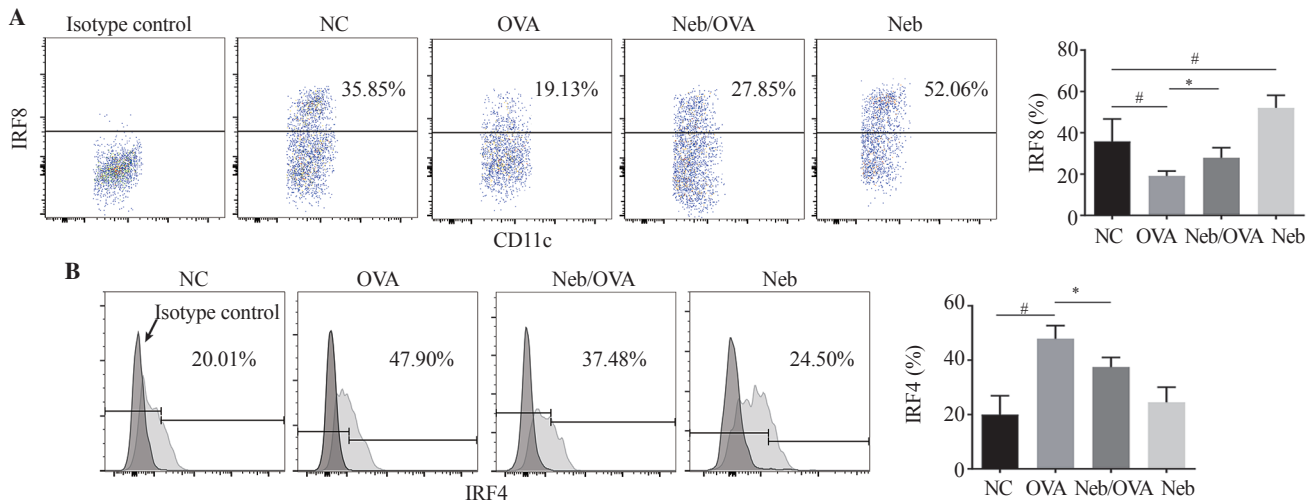 A
Isotype control
NC
OVA
Neb/OVA
Neb
IRF8
35.85%
19.13%
27.85%
52.06%
CD11c
IRF8 (%)
80
60
40
20
0
#
#
*
NC
OVA
Neb/OVA
Neb
B
NC
OVA
Neb/OVA
Neb
Isotype control
20.01%
47.90%
37.48%
24.50%
IRF4
IRF4 (%)
60
40
20
0
#
*
NC
OVA
Neb/OVA
Neb